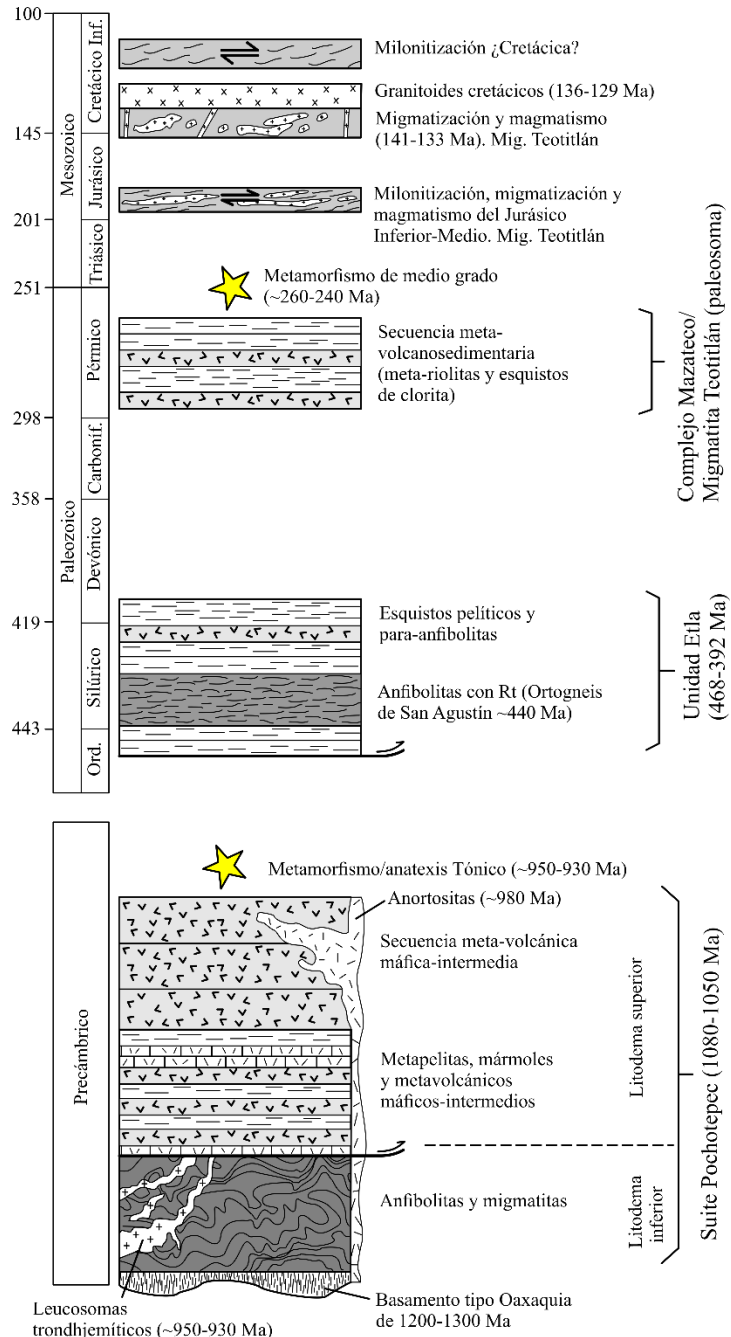 100
145
201
251
298
358
419
443
Mesozoico
Paleozoico
Cretácico Inf.
Jurásico
Triásico
Pérmico
Carboníf.
Devónico
Silúrico
Ord.
Precámbrico
Milonitización ¿Cretácica?
Granitoides cretácicos (136-129 Ma)
Migmatización y magmatismo
(141-133 Ma). Mig. Teotitlán
Milonitización, migmatización y
magmatismo del Jurásico
Inferior-Medio. Mig. Teotitlán
Metamorfismo de medio grado
(~260-240 Ma)
Secuencia meta-
volcanosedimentaria
(meta-riolitas y esquistos
de clorita)
Complejo Mazateco/
Migmatita Teotitlán (paleosoma)
Esquistos pelíticos y
para-anfibolitas
Anfibolitas con Rt (Ortogneis
de San Agustín ~440 Ma)
Unidad Etla
(468-392 Ma)
Metamorfismo/anatexis Tónico (~950-930 Ma)
Anortositas (~980 Ma)
Secuencia meta-volcánica
máfica-intermedia
Metapelitas, mármoles
y metavolcánicos
máficos-intermedios
Litodema superior
Anfibolitas y migmatitas
Litodema
inferior
Suite Pochotepec (1080-1050 Ma)
Leucosomas
trondhjemíticos (~950-930 Ma)
Basamento tipo Oaxaquia
de 1200-1300 Ma